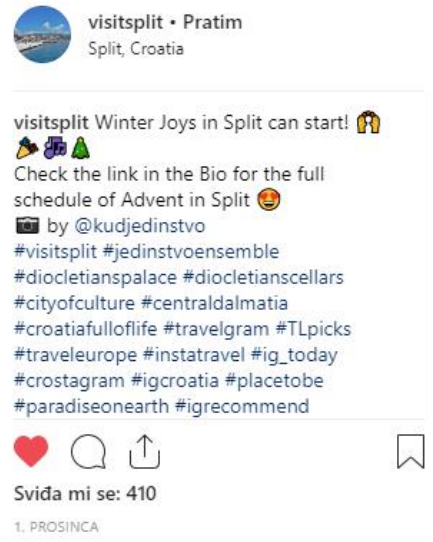 visitsplit • Pratim
Split, Croatia
visitsplit Winter Joys in Split can start! 🙌
🎉🎶🎄
Check the link in the Bio for the full
schedule of Advent in Split 😍
📷 by @kudjedinstvo
#visitsplit #jedinstvoensemble
#diocletianspalace #diocletianscellars
#cityofculture #centraldalmatia
#croatiafulloflife #travelgram #TLpicks
#traveleurope #instatravel #ig_today
#crostagram #igcroatia #placetobe
#paradiseonearth #igrecommend
Sviđa mi se: 410
1. PROSINCA